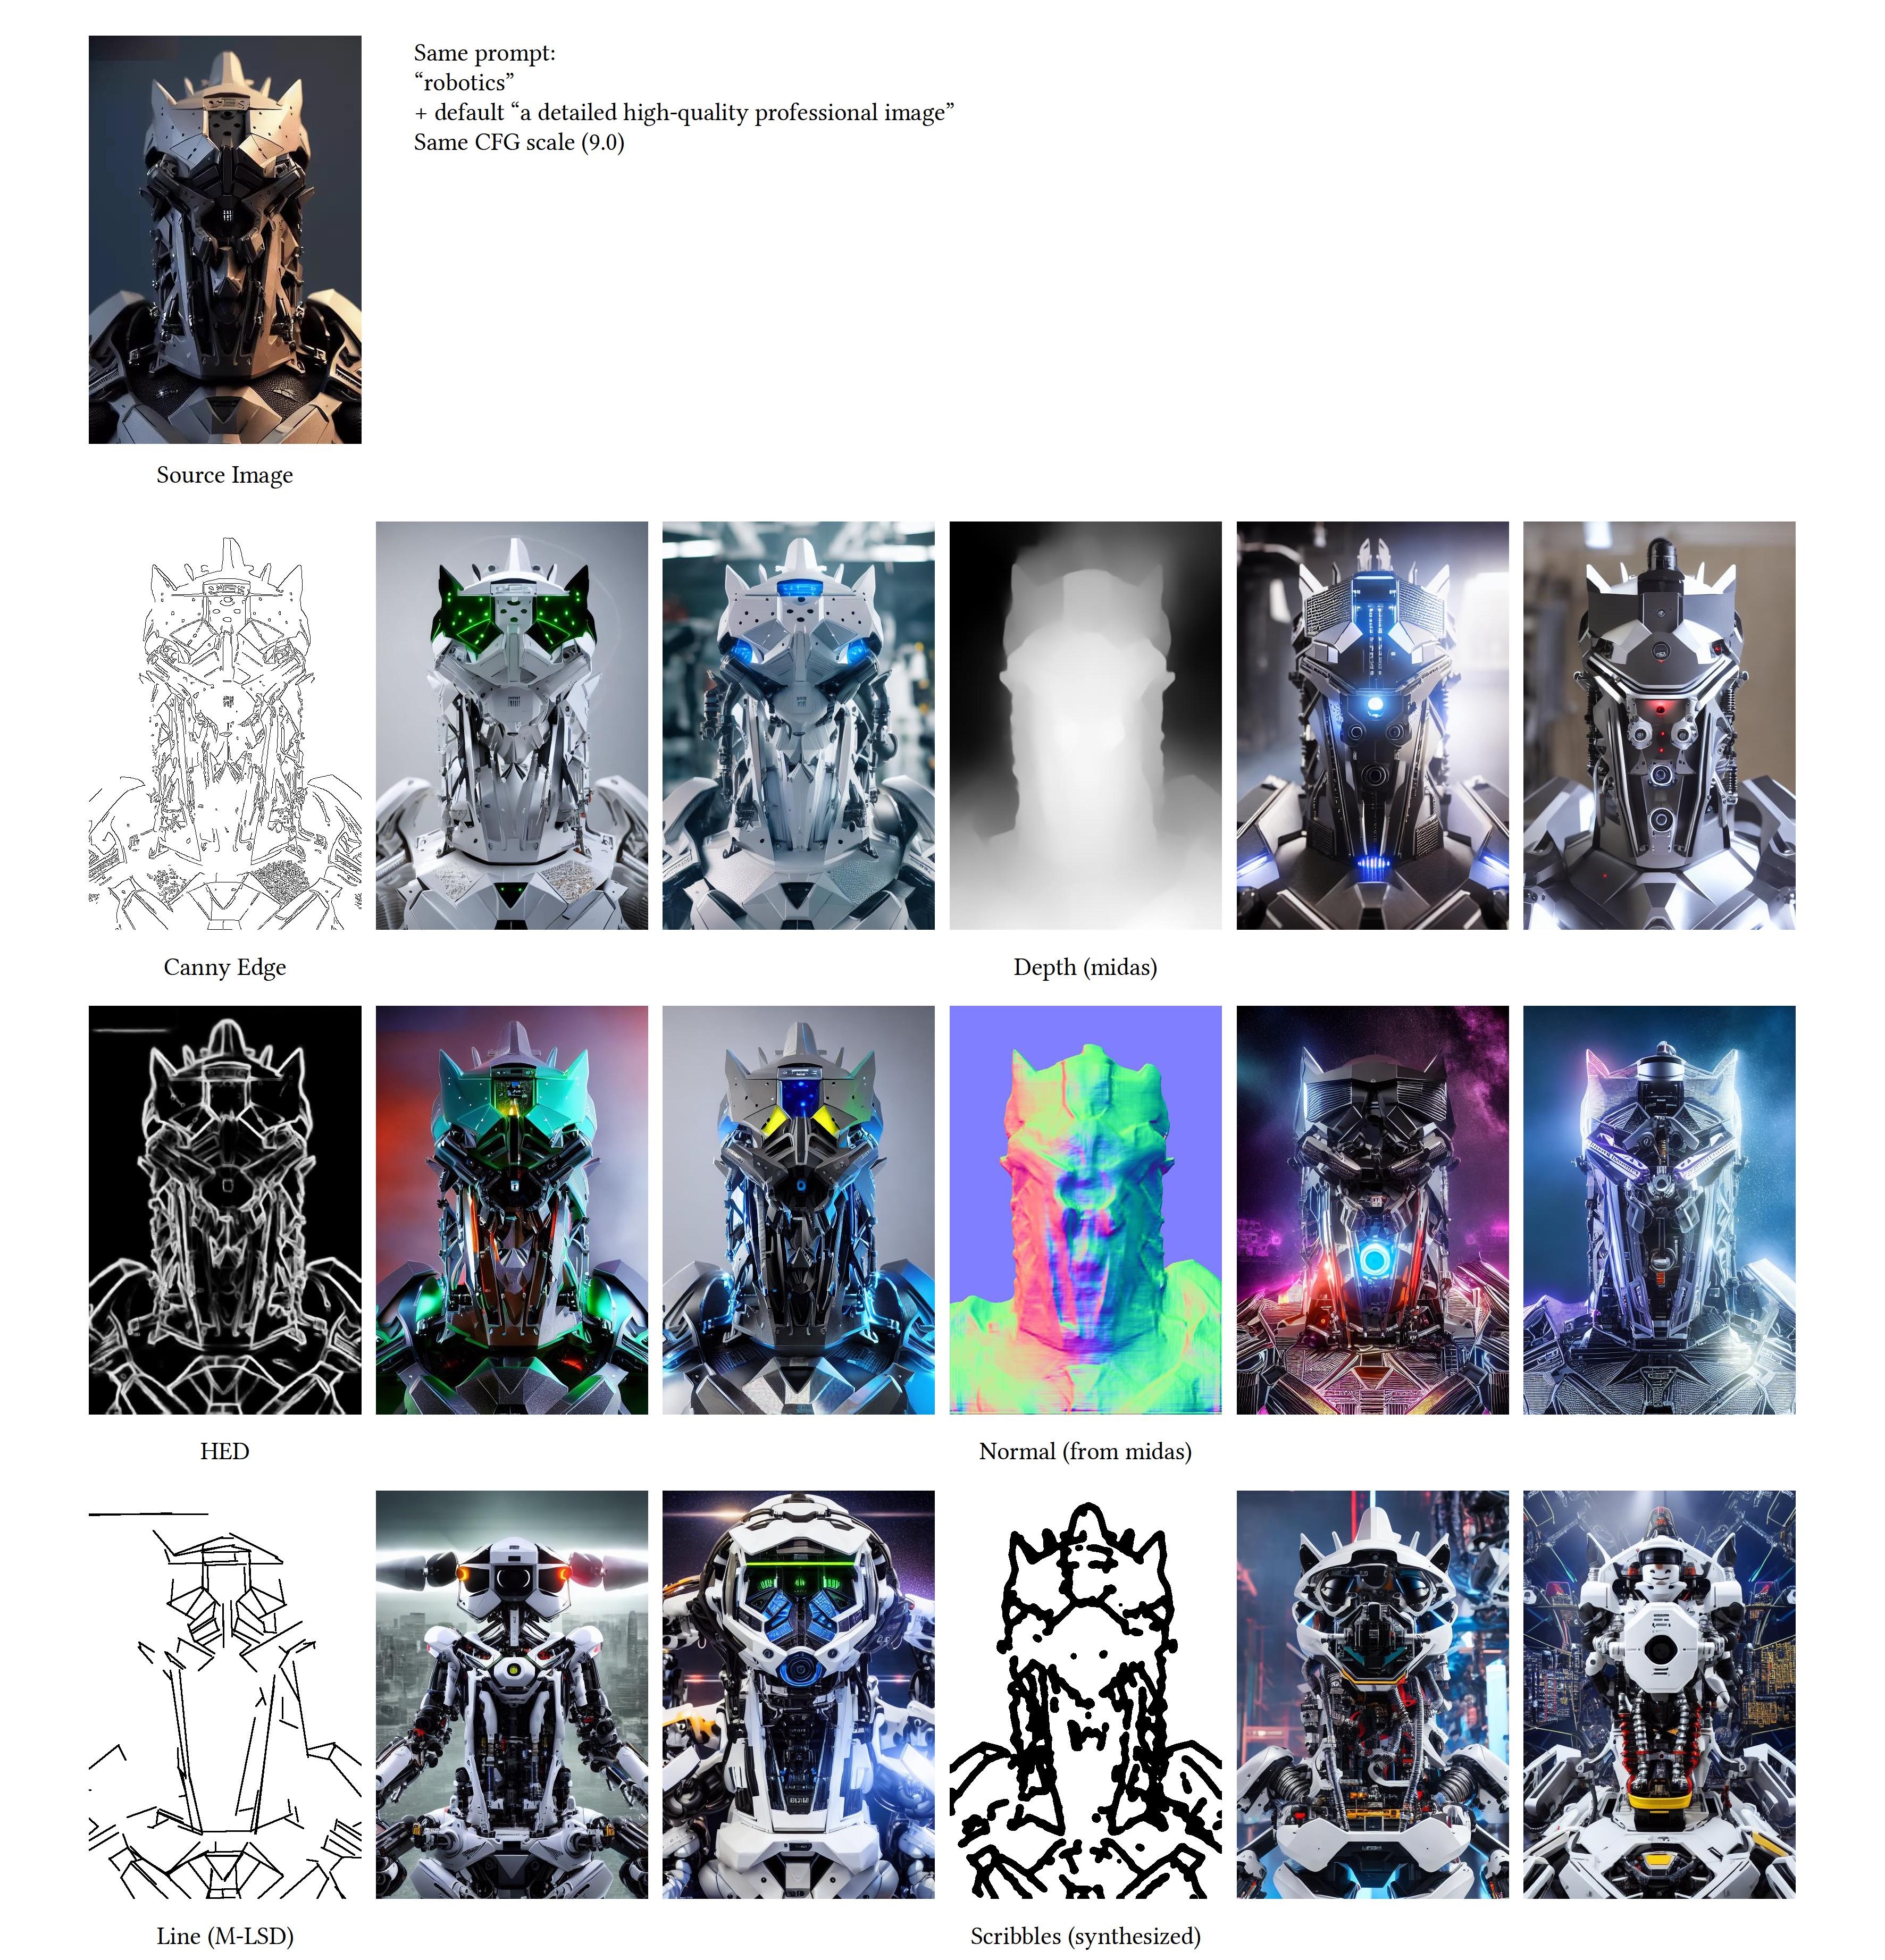 Same prompt:
“robotics”
+ default “a detailed high-quality professional image”
Same CFG scale (9.0)
Source Image
Canny Edge
Depth (midas)
HED
Normal (from midas)
Line (M-LSD)
Scribbles (synthesized)